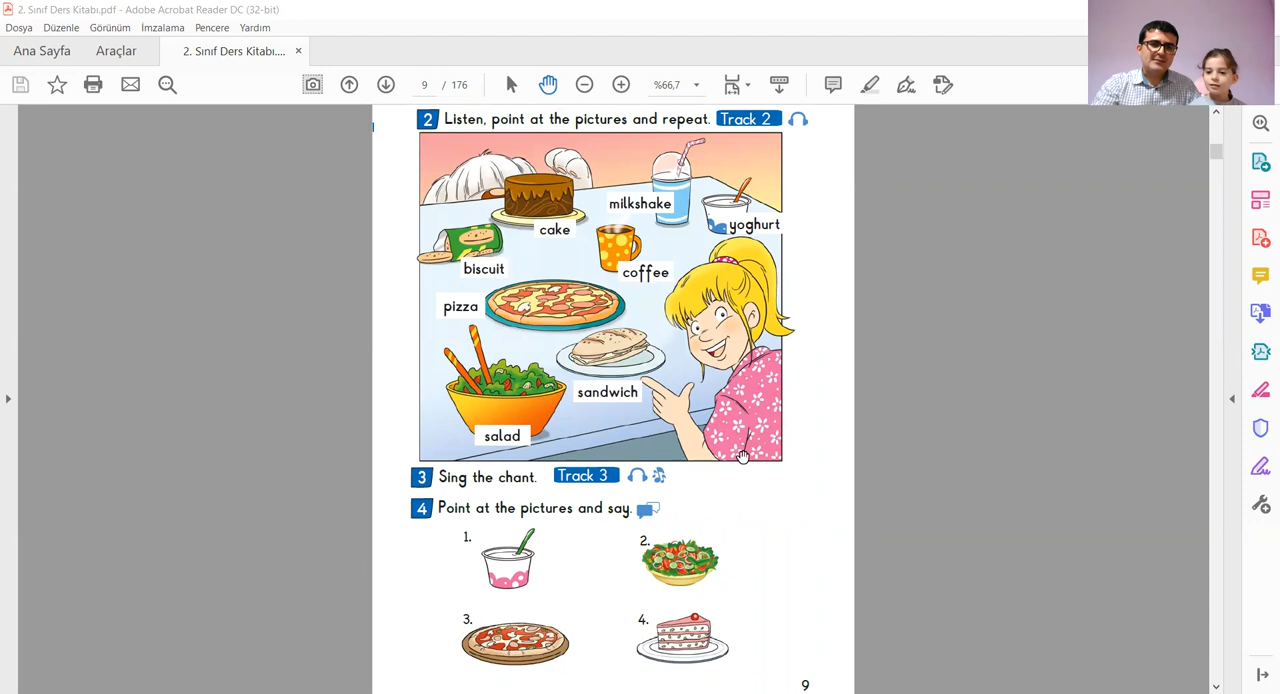 2. Sınıf Ders Kitabı.pdf - Adobe Acrobat Reader DC (32-bit)
Dosya Düzenle Görünüm İmzalama Pencere Yardım
Ana Sayfa Araçlar 2. Sınıf Ders Kitabı.... ×
9 / 176 %66,7
2 Listen, point at the pictures and repeat. Track 2
milkshake
cake
yoghurt
biscuit
coffee
pizza
sandwich
salad
3 Sing the chant. Track 3
4 Point at the pictures and say.
1.
2.
3.
4.
9